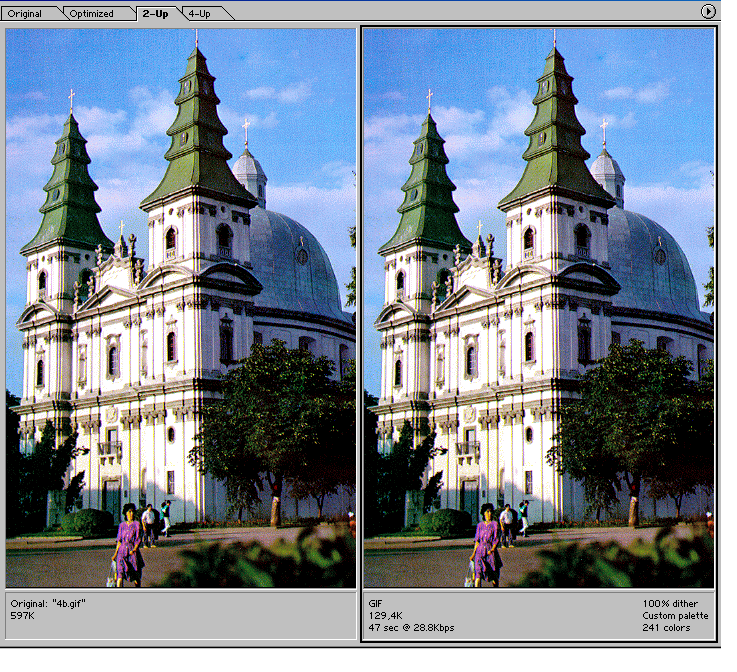 Original
Optimized
2-Up
4-Up
Original: "4b.gif"
597K
GIF
129,4K
47 sec @ 28.8Kbps
100% dither
Custom palette
241 colors